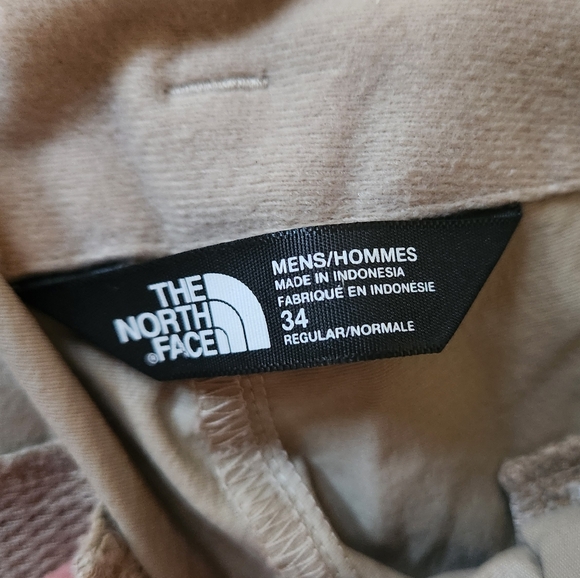 THE
NORTH
FACE
MENS/HOMMES
MADE IN INDONESIA
FABRIQUÉ EN INDONÉSIE
34
REGULAR/NORMALE